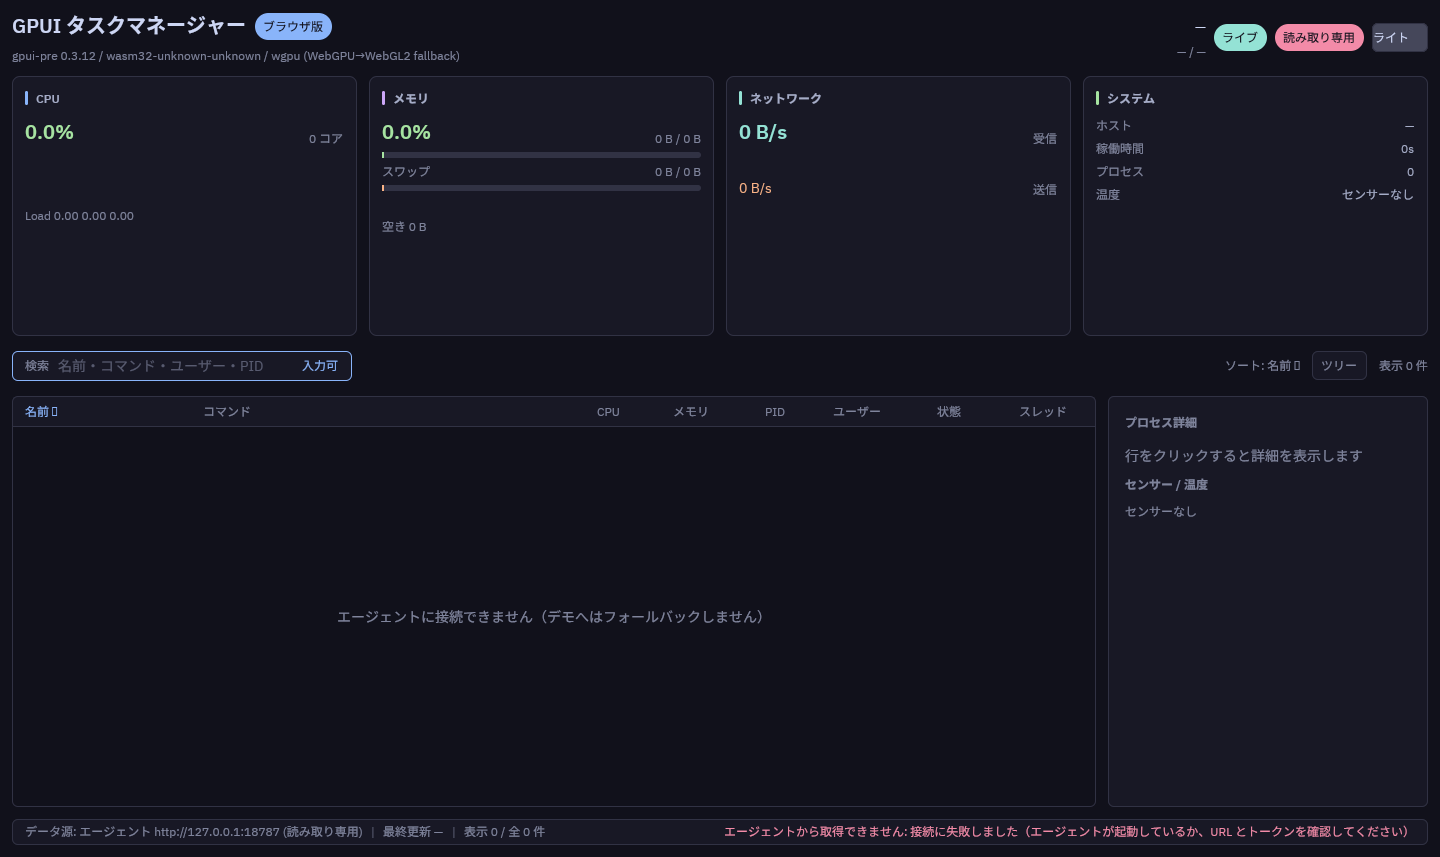 GPUI タスクマネージャー ブラウザ版
gpui-pre 0.3.12 / wasm32-unknown-unknown / wgpu (WebGPU→WebGL2 fallback)
—
— / —
ライブ 読み取り専用 ライト
CPU
0.0% 0 コア
Load 0.00 0.00 0.00
メモリ
0.0% 0 B / 0 B
スワップ 0 B / 0 B
空き 0 B
ネットワーク
0 B/s 受信
0 B/s 送信
システム
ホスト —
稼働時間 0s
プロセス 0
温度 センサーなし
検索 名前・コマンド・ユーザー・PID 入力可
ソート: 名前 ツリー 表示 0 件
名前 コマンド CPU メモリ PID ユーザー 状態 スレッド
エージェントに接続できません（デモへはフォールバックしません）
プロセス詳細
行をクリックすると詳細を表示します
センサー / 温度
センサーなし
データ源: エージェント http://127.0.0.1:18787 (読み取り専用) | 最終更新 — | 表示 0 / 全 0 件
エージェントから取得できません: 接続に失敗しました（エージェントが起動しているか、URL とトークンを確認してください）